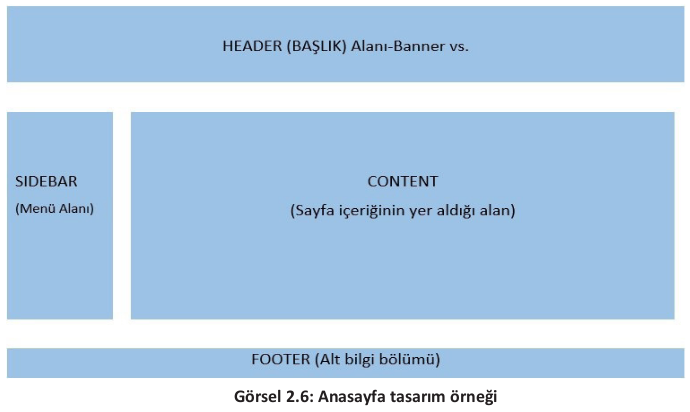 HEADER (BAŞLIK) Alanı-Banner vs.
SIDEBAR
(Menü Alanı)
CONTENT
(Sayfa içeriğinin yer aldığı alan)
FOOTER (Alt bilgi bölümü)
Görsel 2.6: Anasayfa tasarım örneği